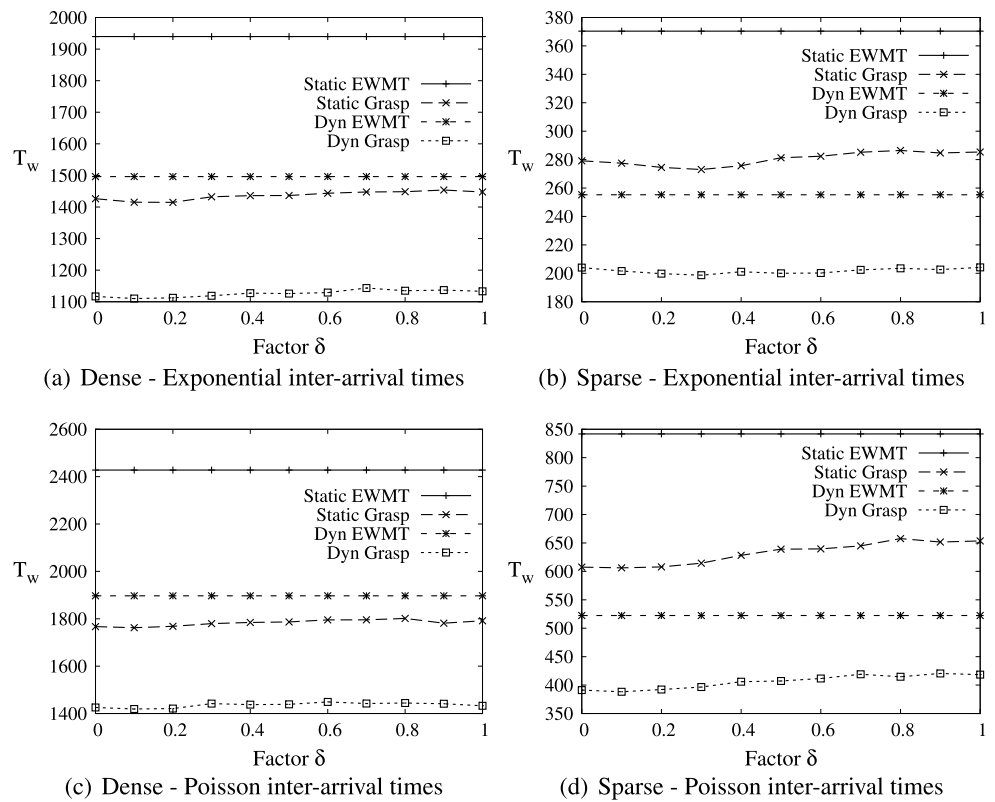 2000
1900
1800
1700
1600
1500
1400
1300
1200
1100
T_W
Static EWMT
Static Grasp
Dyn EWMT
Dyn Grasp
0 0.2 0.4 0.6 0.8 1
Factor δ
(a) Dense - Exponential inter-arrival times
380
360
340
320
300
280
260
240
220
200
180
T_W
Static EWMT
Static Grasp
Dyn EWMT
Dyn Grasp
0 0.2 0.4 0.6 0.8 1
Factor δ
(b) Sparse - Exponential inter-arrival times
2600
2400
2200
2000
1800
1600
1400
T_W
Static EWMT
Static Grasp
Dyn EWMT
Dyn Grasp
0 0.2 0.4 0.6 0.8 1
Factor δ
(c) Dense - Poisson inter-arrival times
850
800
750
700
650
600
550
500
450
400
350
T_W
Static EWMT
Static Grasp
Dyn EWMT
Dyn Grasp
0 0.2 0.4 0.6 0.8 1
Factor δ
(d) Sparse - Poisson inter-arrival times